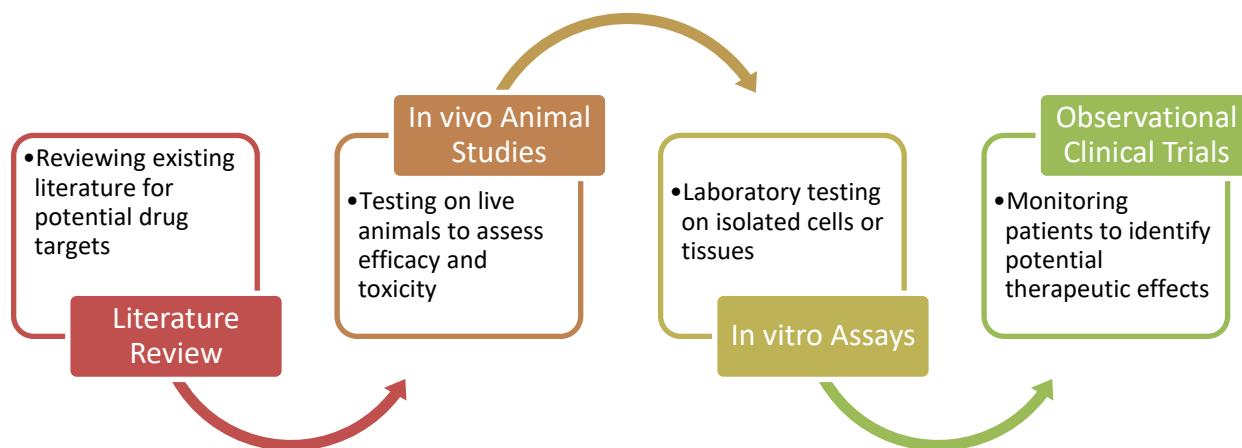 •Reviewing existing
literature for
potential drug
targets
Literature
Review
In vivo Animal
Studies
•Testing on live
animals to assess
efficacy and
toxicity
•Laboratory testing
on isolated cells or
tissues
In vitro Assays
Observational
Clinical Trials
•Monitoring
patients to identify
potential
therapeutic effects